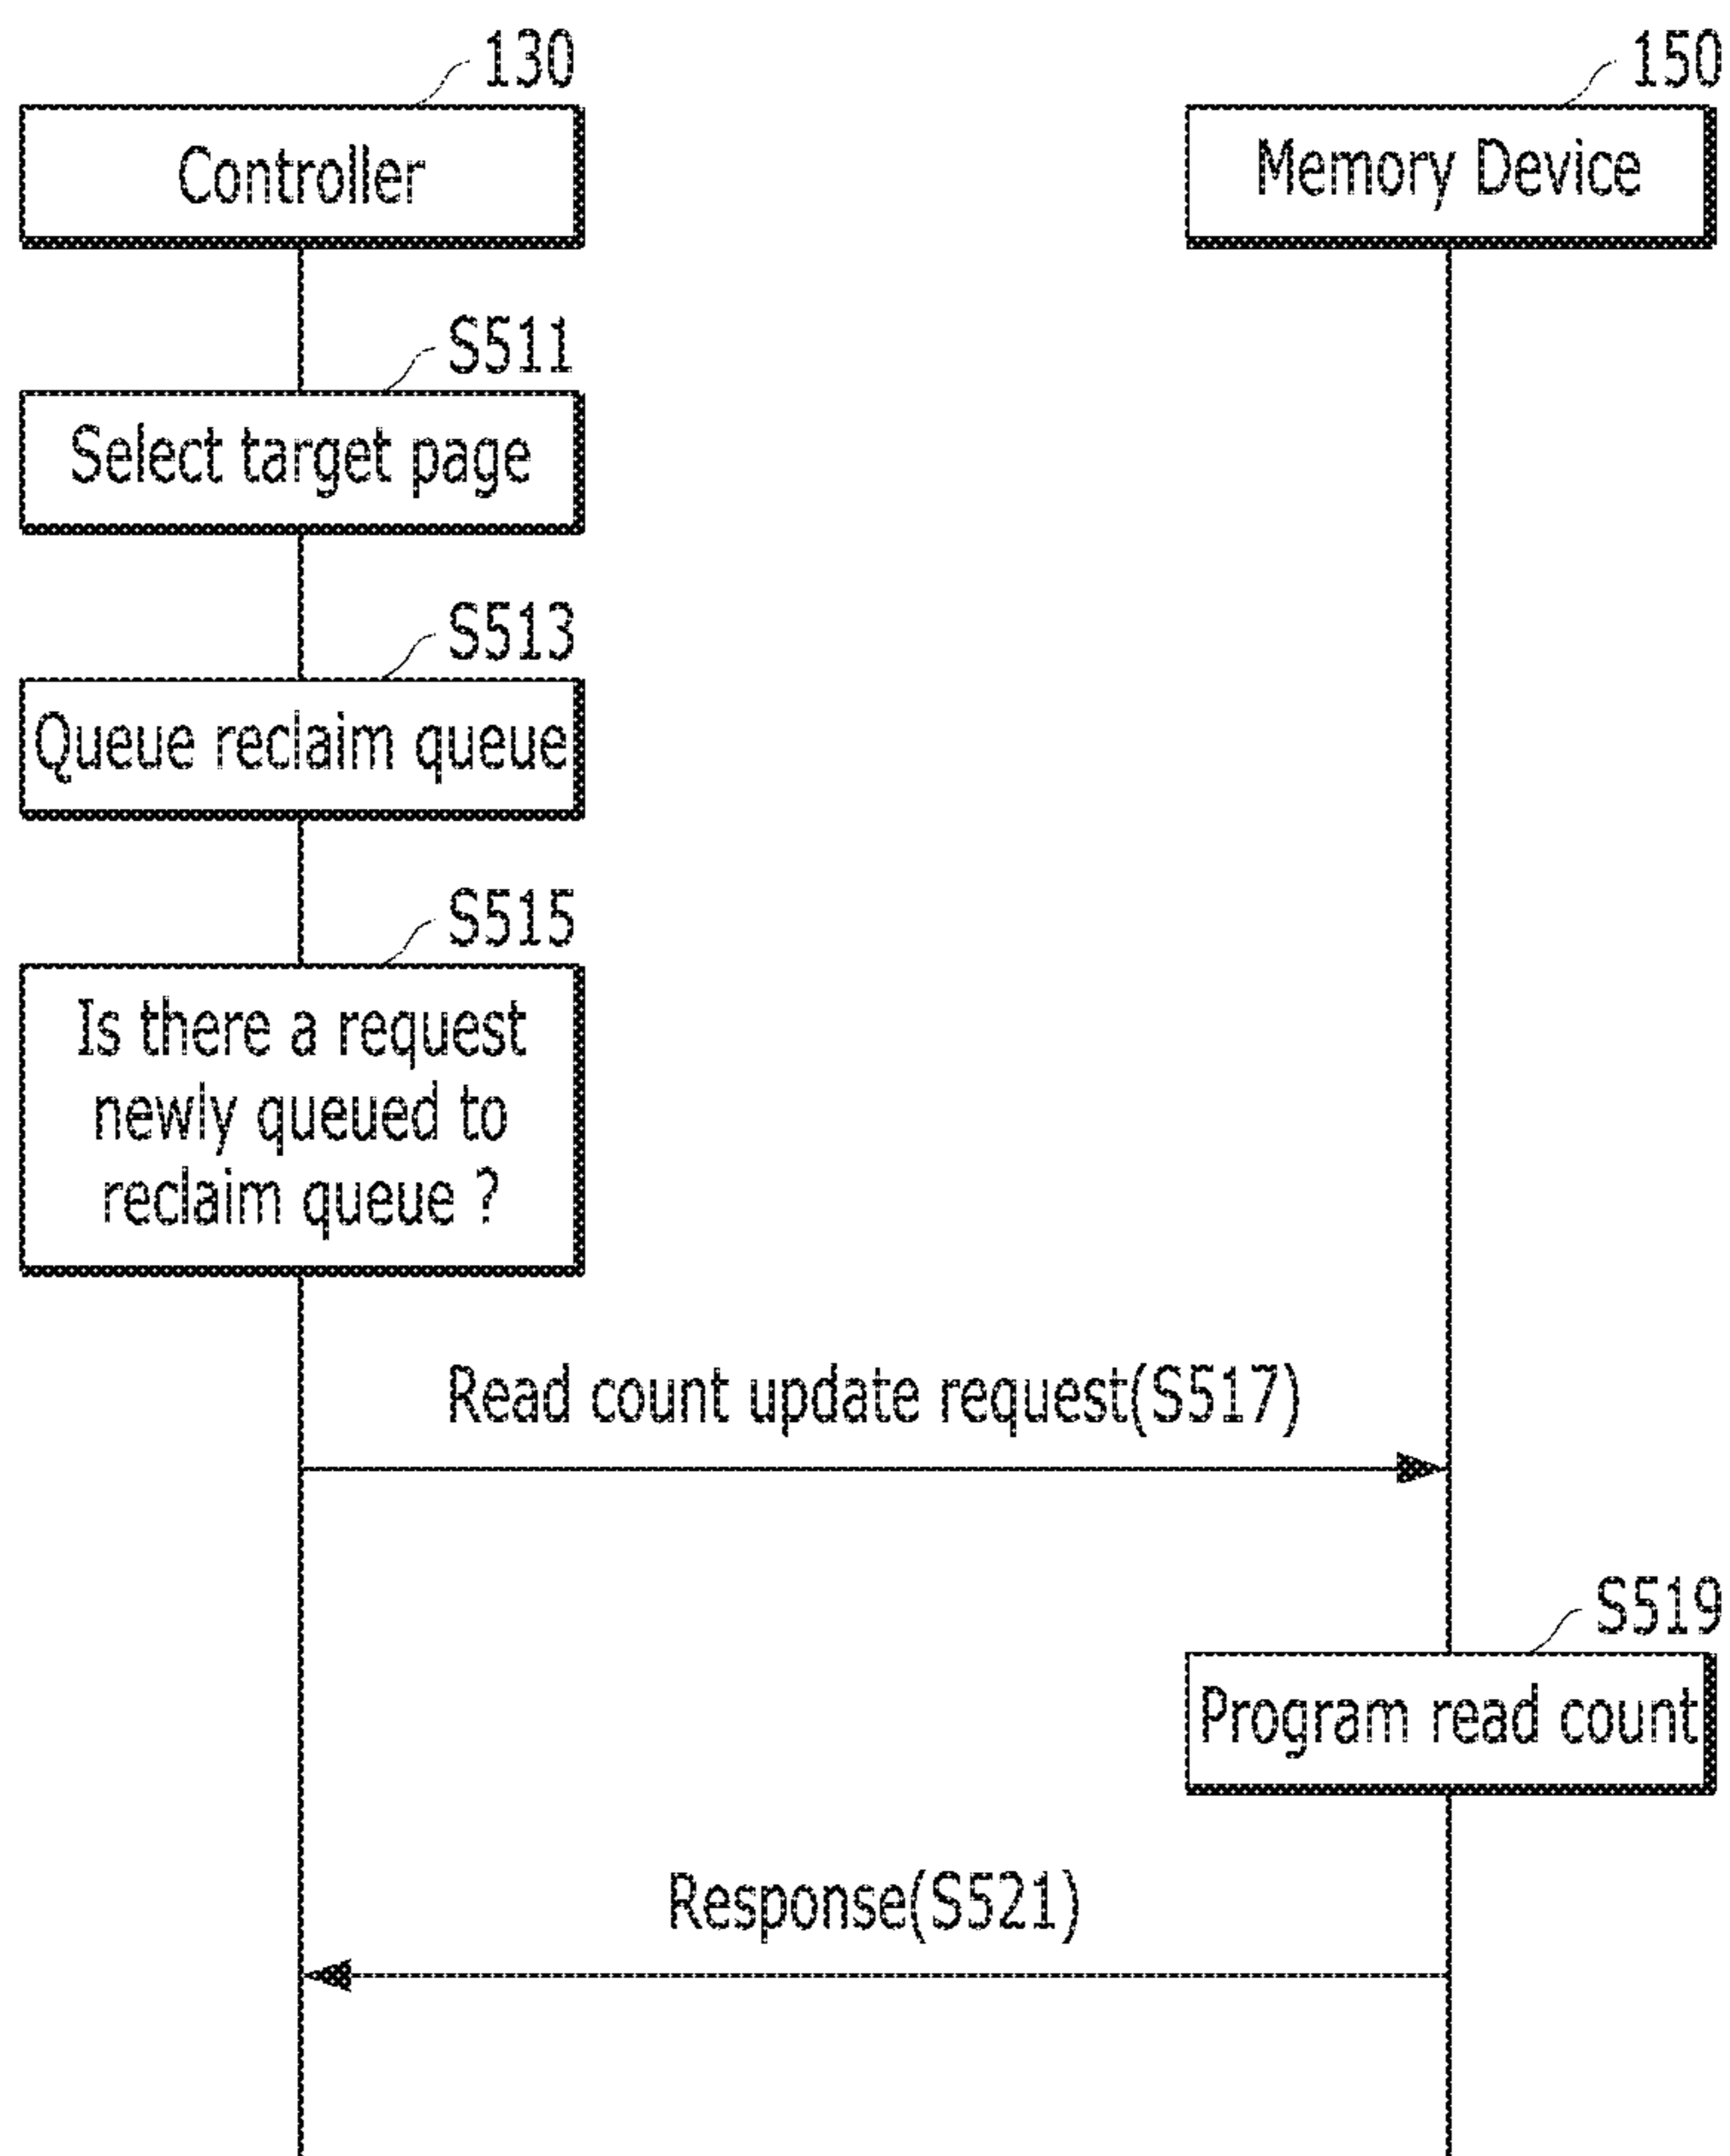 130
150
Controller
Memory Device
S511
Select target page
S513
Queue reclaim queue
S515
Is there a request
newly queued to
reclaim queue ?
Read count update request(S517)
S519
Program read count
Response(S521)